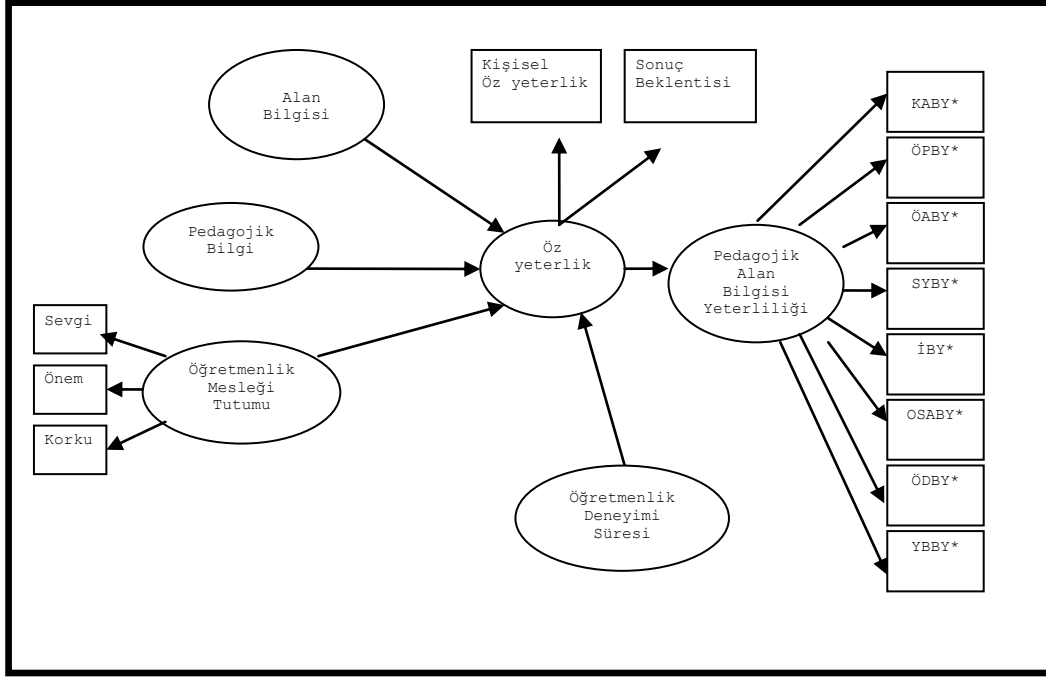 Alan
Bilgisi
Kişisel
Öz yeterlik
Sonuç
Beklentisi
KABY*
ÖPBY*
ÖABY*
SYBY*
İBY*
OSABY*
ÖDBY*
YBBY*
Pedagojik
Bilgi
Öz
yeterlik
Pedagojik
Alan
Bilgisi
Yeterliliği
Sevgi
Önem
Korku
Öğretmenlik
Mesleği
Tutumu
Öğretmenlik
Deneyimi
Süresi